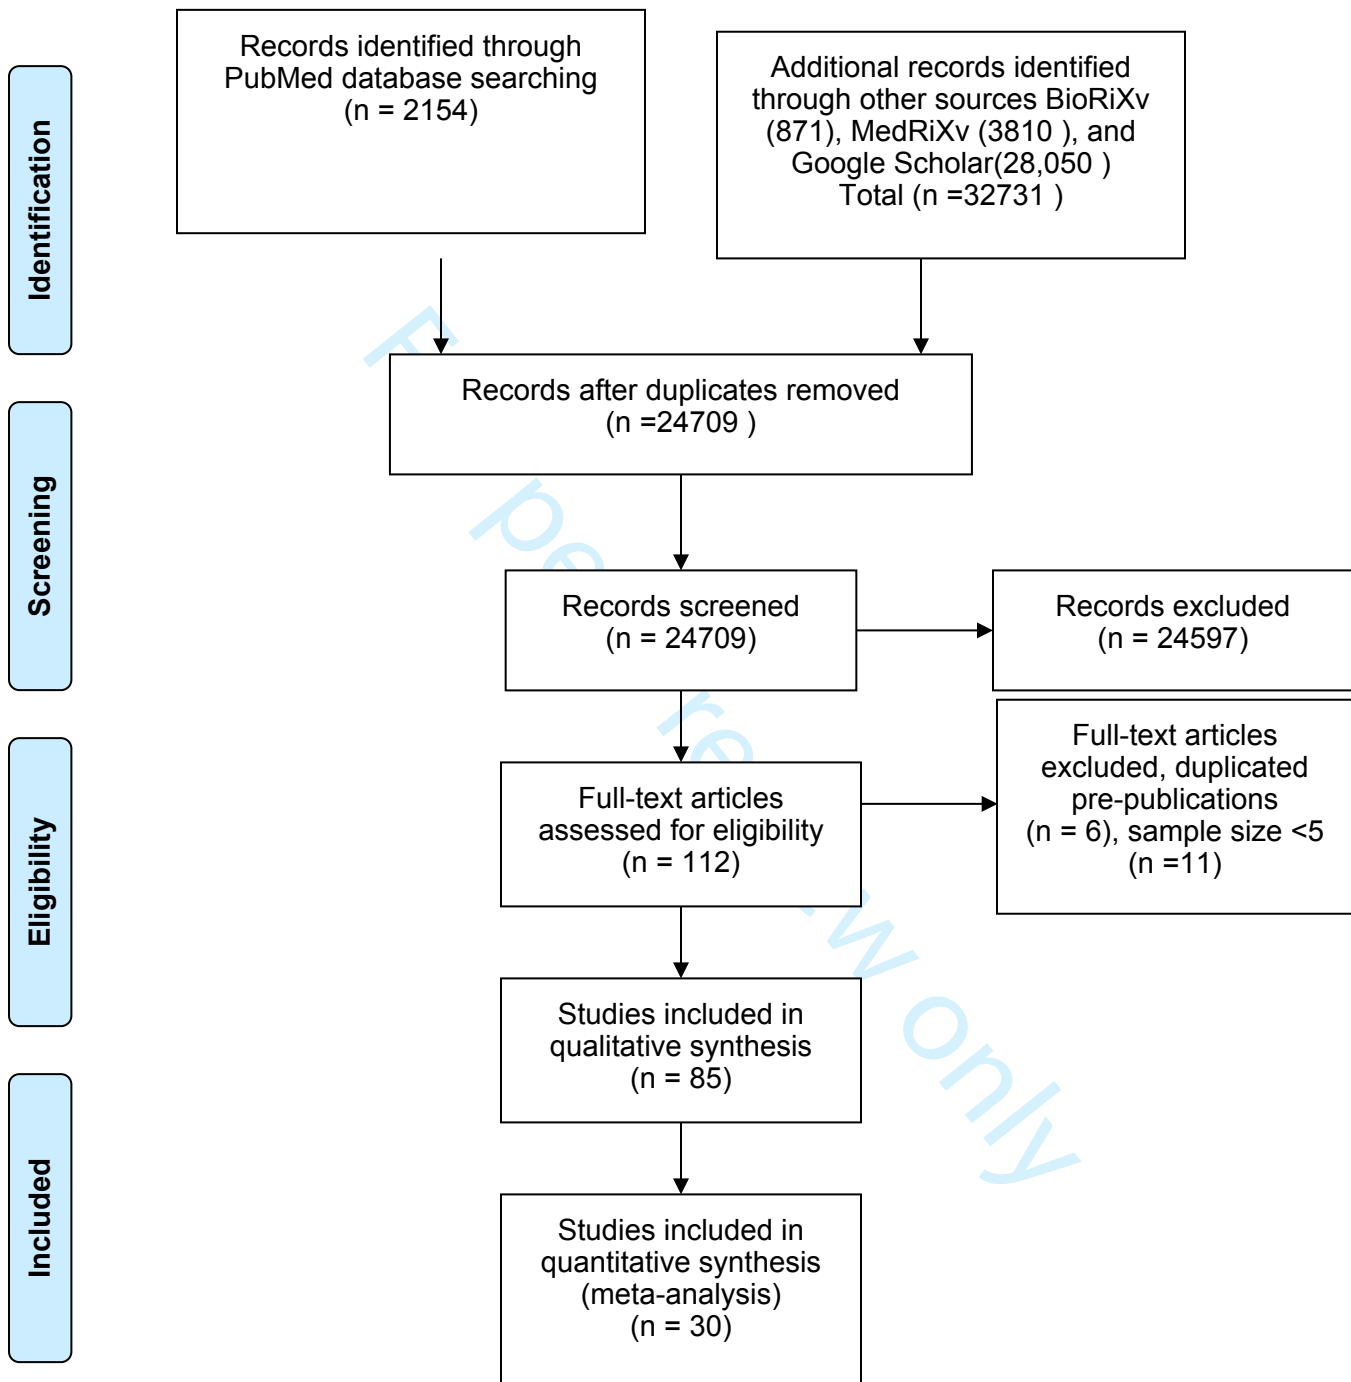 Identification
Records identified through
PubMed database searching
(n = 2154)
Additional records identified
through other sources BioRiXv
(871), MedRiXv (3810 ), and
Google Scholar(28,050 )
Total (n =32731 )
Records after duplicates removed
(n =24709 )
Screening
Records screened
(n = 24709)
Records excluded
(n = 24597)
Eligibility
Full-text articles
assessed for eligibility
(n = 112)
Full-text articles
excluded, duplicated
pre-publications
(n = 6), sample size <5
(n =11)
Studies included in
qualitative synthesis
(n = 85)
Included
Studies included in
quantitative synthesis
(meta-analysis)
(n = 30)
only